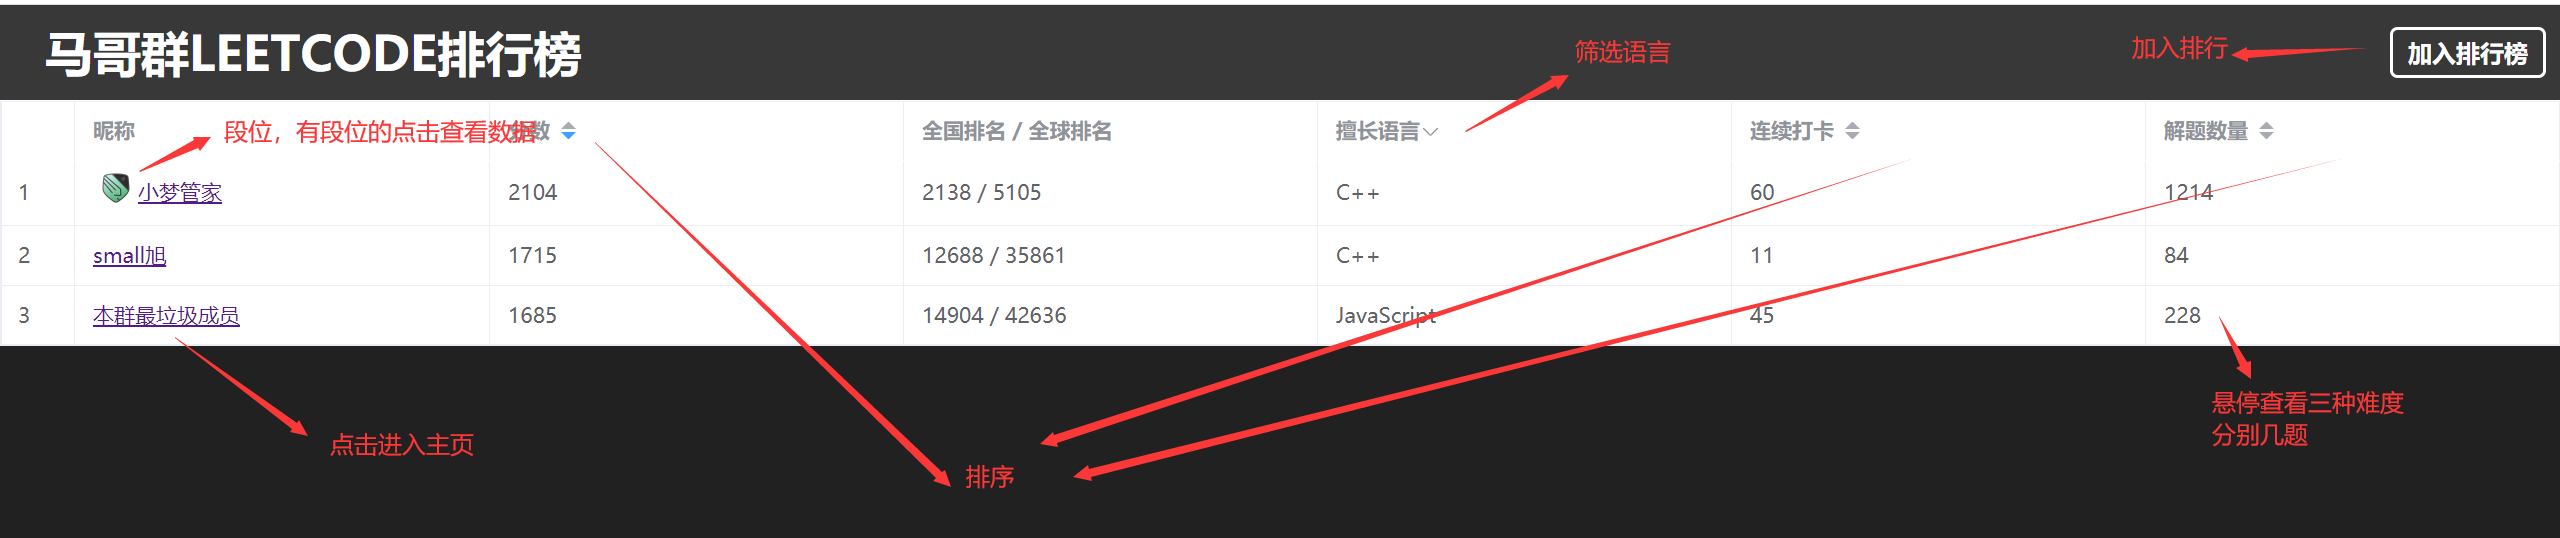 马哥群LEETCODE排行榜
筛选语言
加入排行
加入排行榜
昵称
段位，有段位的点击查看数据
分数
全国排名 / 全球排名
擅长语言
连续打卡
解题数量
1 小梦管家 2104 2138 / 5105 C++ 60 1214
2 small旭 1715 12688 / 35861 C++ 11 84
3 本群最垃圾成员 1685 14904 / 42636 JavaScript 45 228
悬停查看三种难度
分别几题
点击进入主页
排序